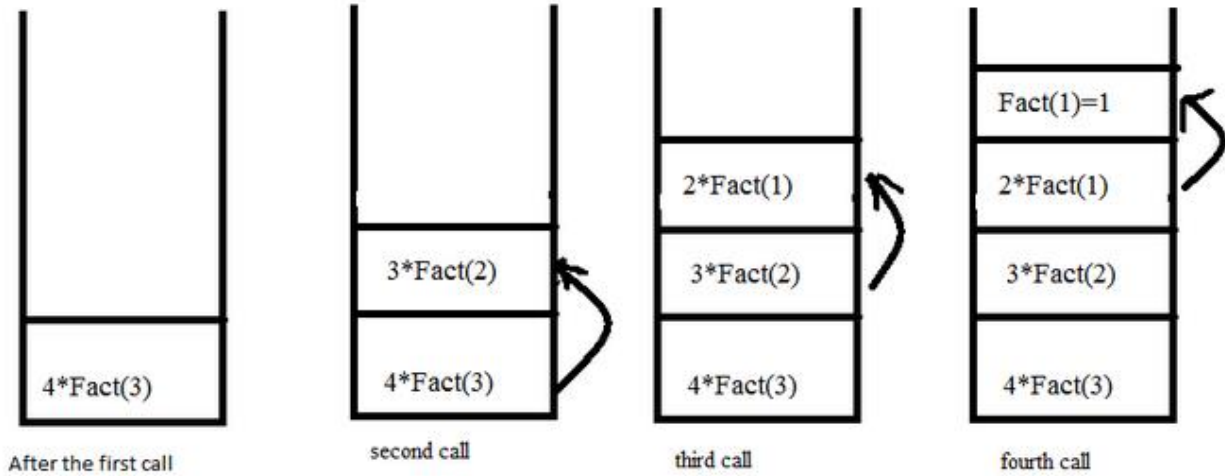 Fact(1)=1
2*Fact(1)
2*Fact(1)
3*Fact(2)
3*Fact(2)
3*Fact(2)
4*Fact(3)
4*Fact(3)
4*Fact(3)
4*Fact(3)
After the first call
second call
third call
fourth call